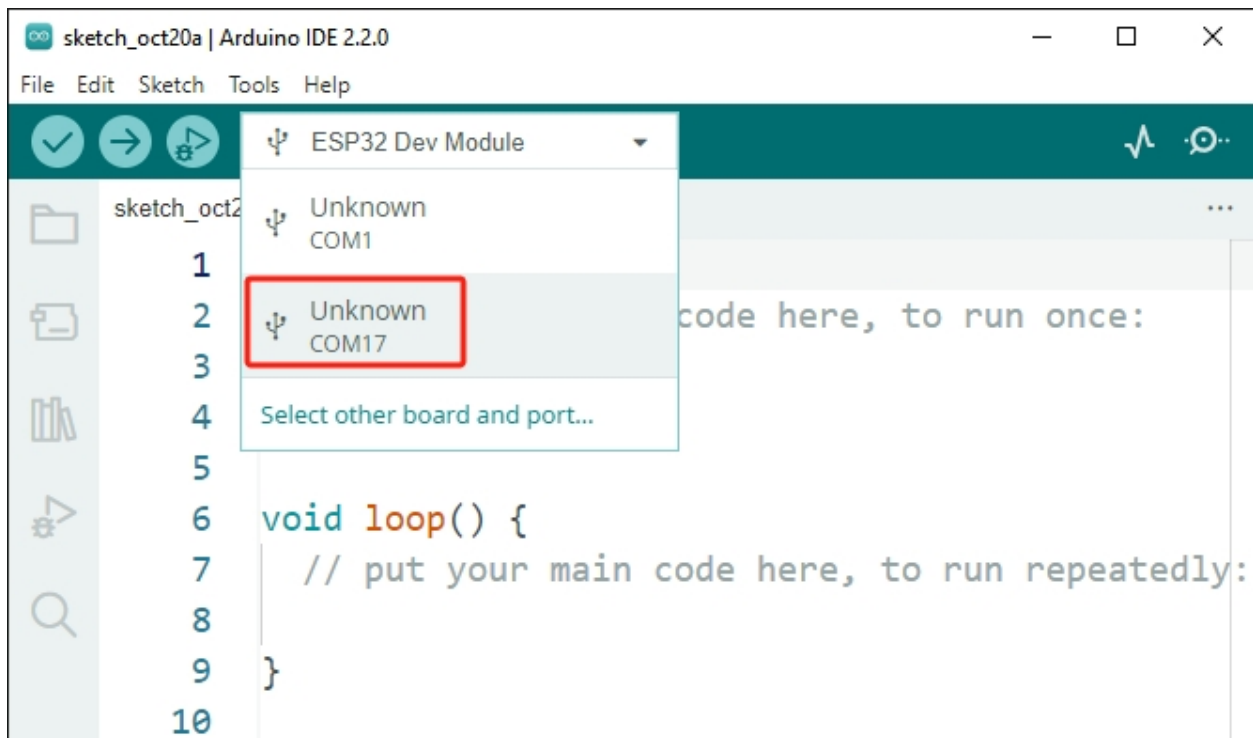 sketch_oct20a | Arduino IDE 2.2.0
File Edit Sketch Tools Help
ESP32 Dev Module
sketch_oct2
Unknown
COM1
Unknown
COM17
Select other board and port...
1
2 code here, to run once:
3
4
5
6 void loop() {
7 // put your main code here, to run repeatedly:
8
9 }
10